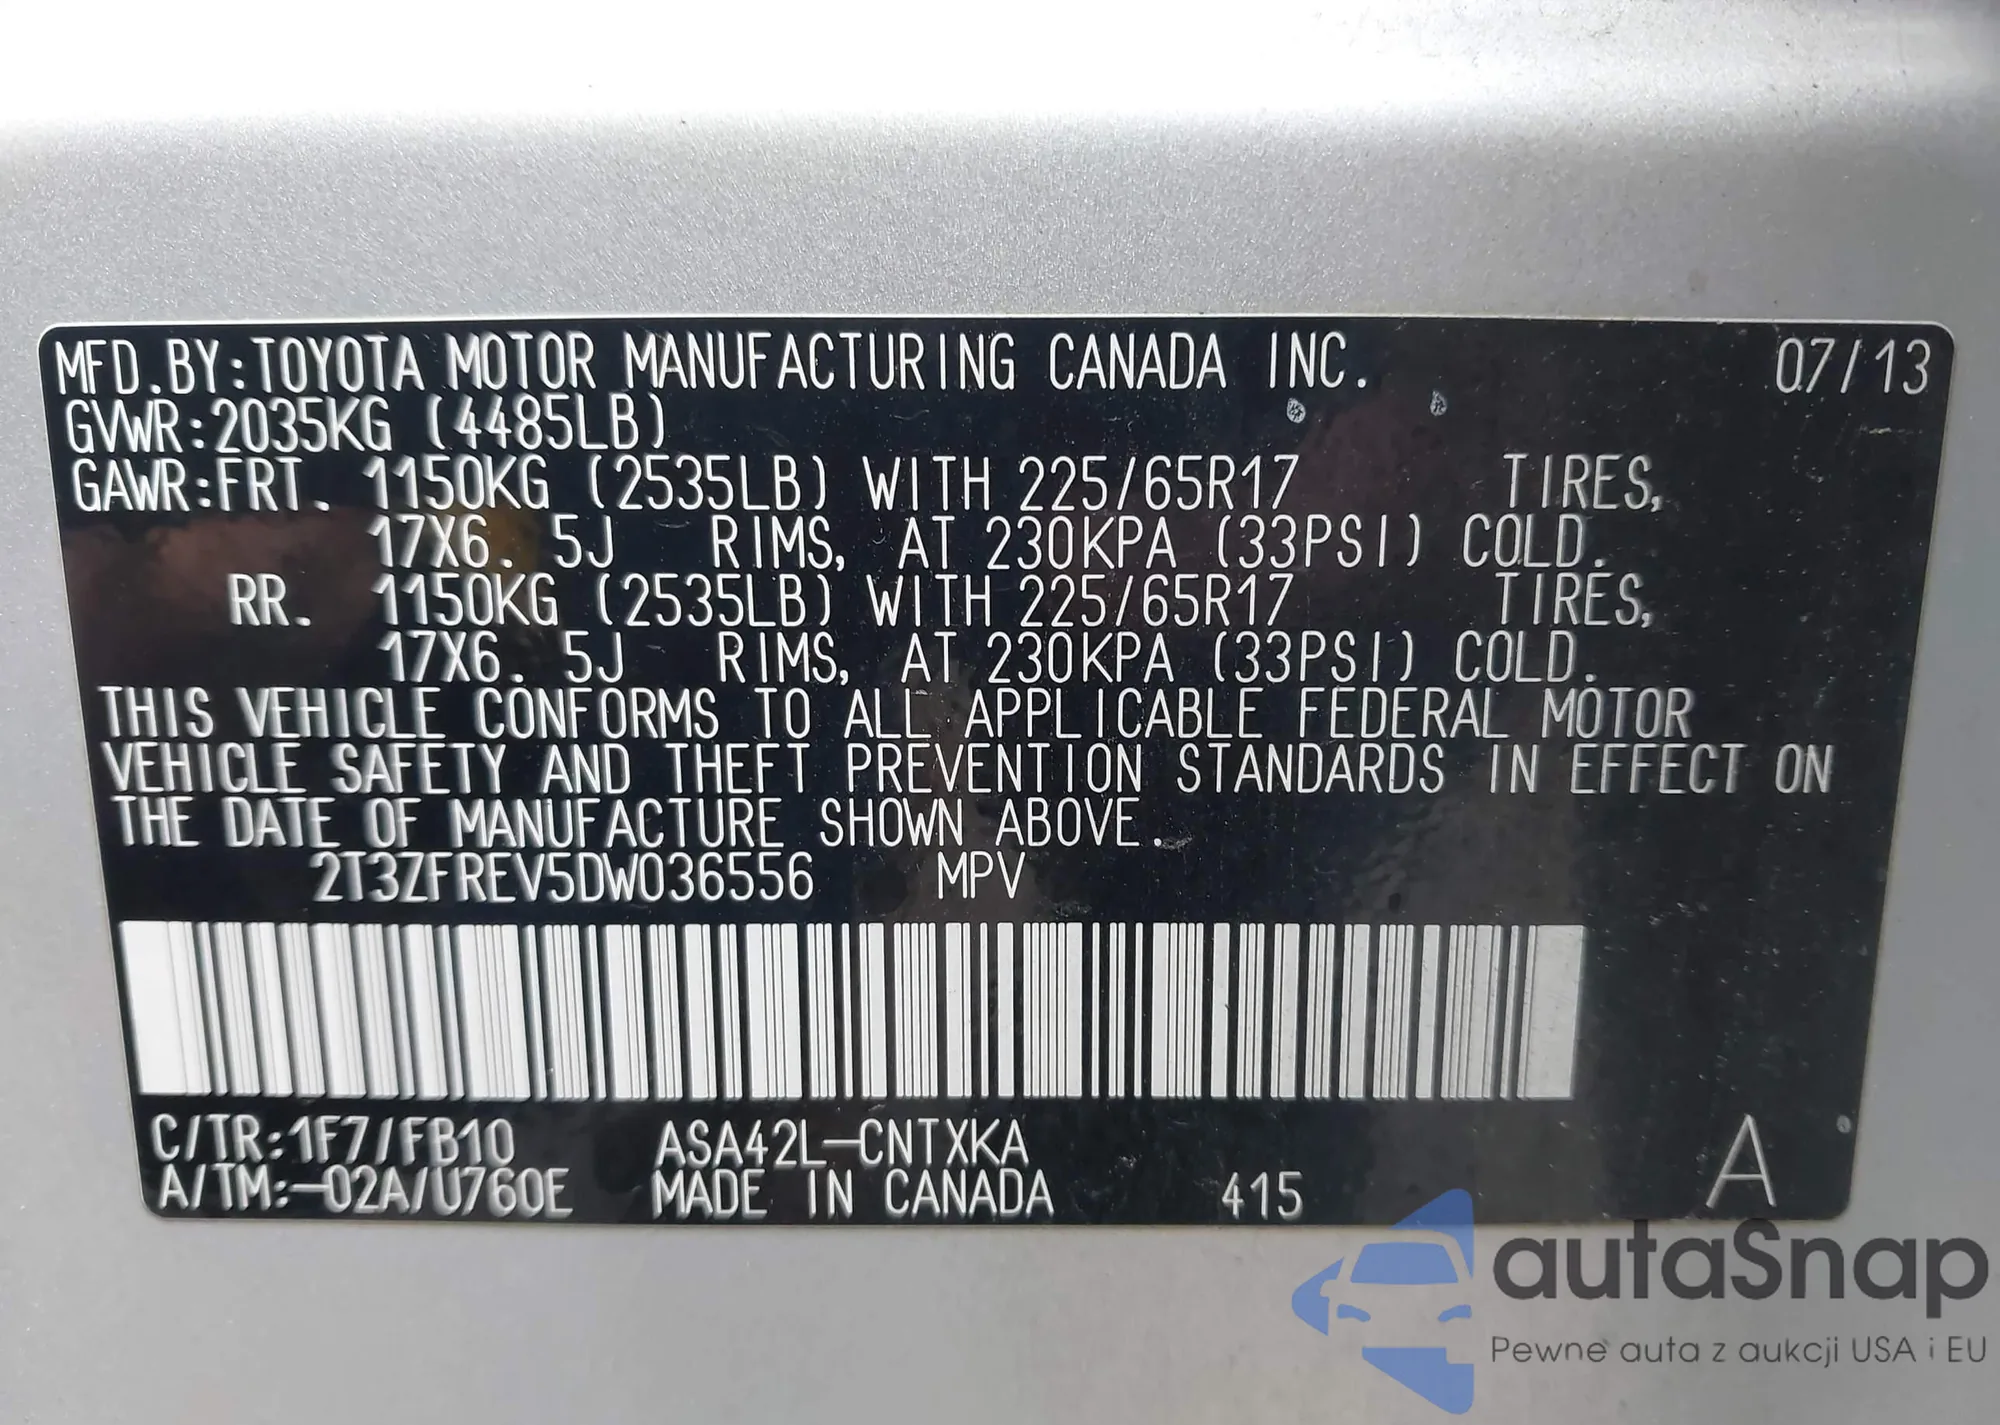 MFD.BY:TOYOTA MOTOR MANUFACTURING CANADA INC. 07/13
GVWR:2035KG (4485LB)
GAWR:FRT. 1150KG (2535LB) WITH 225/65R17 TIRES,
17X6.5J RIMS, AT 230KPA (33PSI) COLD.
RR. 1150KG (2535LB) WITH 225/65R17 TIRES,
17X6.5J RIMS, AT 230KPA (33PSI) COLD.
THIS VEHICLE CONFORMS TO ALL APPLICABLE FEDERAL MOTOR
VEHICLE SAFETY AND THEFT PREVENTION STANDARDS IN EFFECT ON
THE DATE OF MANUFACTURE SHOWN ABOVE.
2T3ZFREV5DW036556 MPV
C/TR:1F7/FB10 ASA42L-CNTXKA
A/TM:-02A/U760E MADE IN CANADA 415 A
autoSnap
Pewne auta z aukcji USA i EU